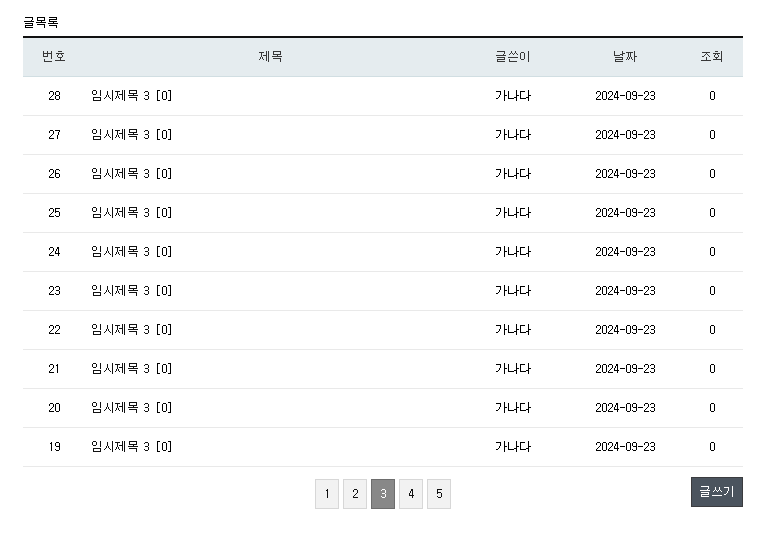 글목록
번호 제목 글쓴이 날짜 조회
28 임시제목 3 [0] 가나다 2024-09-23 0
27 임시제목 3 [0] 가나다 2024-09-23 0
26 임시제목 3 [0] 가나다 2024-09-23 0
25 임시제목 3 [0] 가나다 2024-09-23 0
24 임시제목 3 [0] 가나다 2024-09-23 0
23 임시제목 3 [0] 가나다 2024-09-23 0
22 임시제목 3 [0] 가나다 2024-09-23 0
21 임시제목 3 [0] 가나다 2024-09-23 0
20 임시제목 3 [0] 가나다 2024-09-23 0
19 임시제목 3 [0] 가나다 2024-09-23 0
1 2 3 4 5 글쓰기